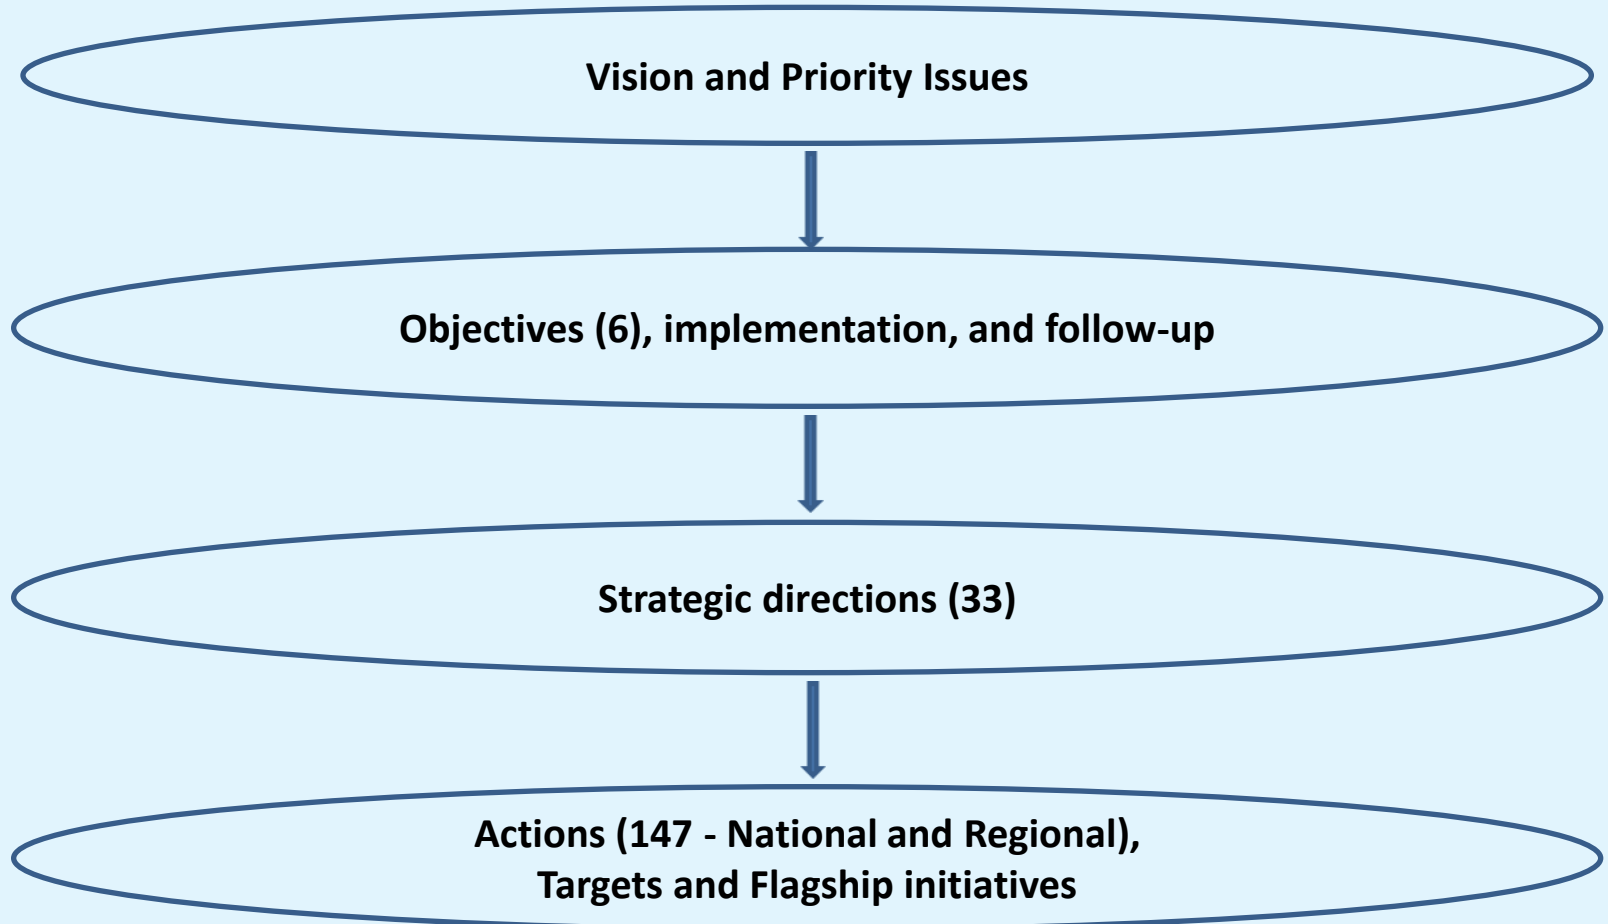 Vision and Priority Issues
Objectives (6), implementation, and follow-up
Strategic directions (33)
Actions (147 - National and Regional),
Targets and Flagship initiatives